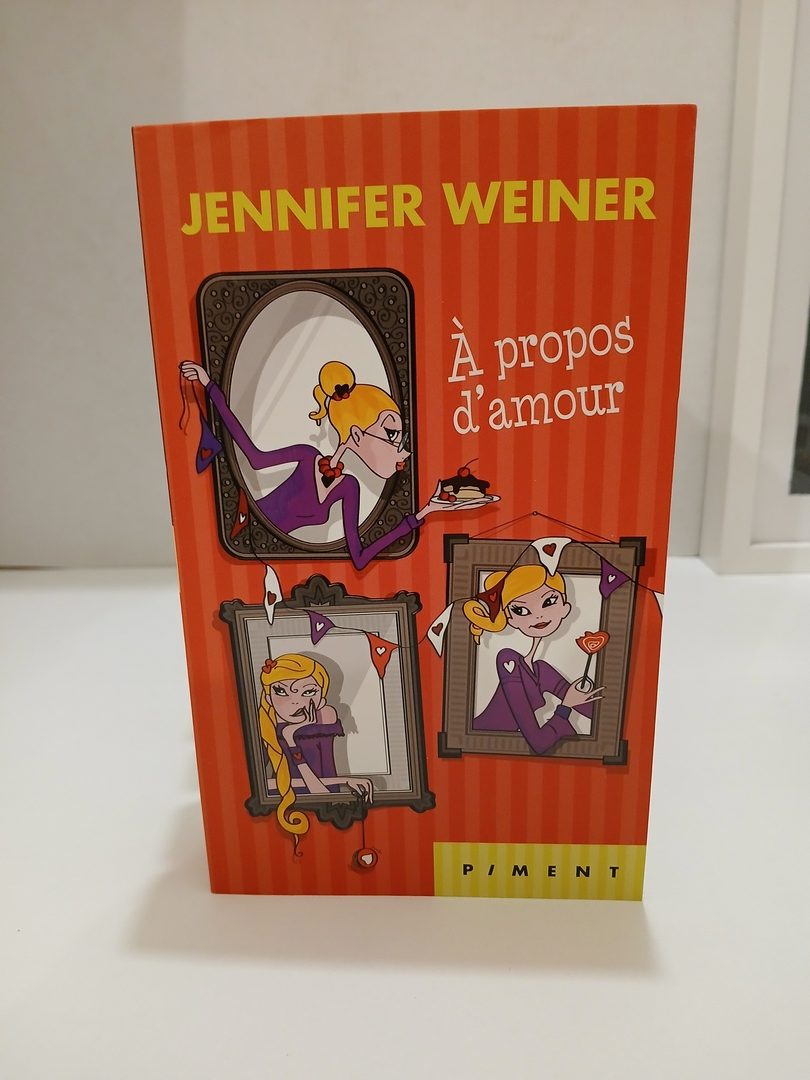 JENNIFER WEINER
À propos
d'amour
PIMENT